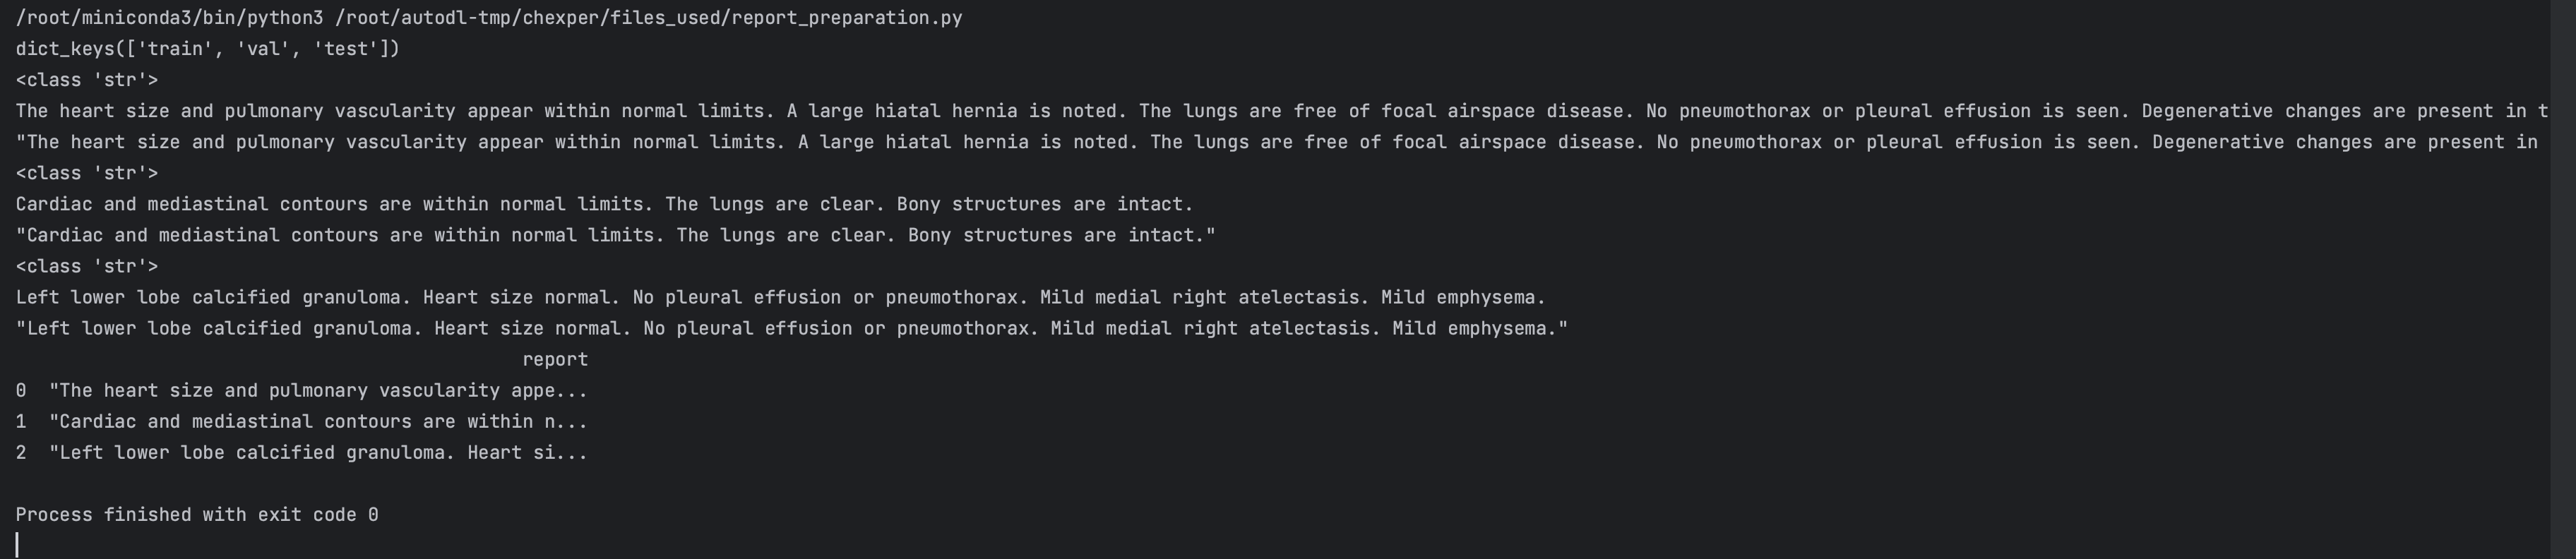 /root/miniconda3/bin/python3 /root/autodl-tmp/chexper/files_used/report_preparation.py
dict_keys(['train', 'val', 'test'])
<class 'str'>
The heart size and pulmonary vascularity appear within normal limits. A large hiatal hernia is noted. The lungs are free of focal airspace disease. No pneumothorax or pleural effusion is seen. Degenerative changes are present in t
"The heart size and pulmonary vascularity appear within normal limits. A large hiatal hernia is noted. The lungs are free of focal airspace disease. No pneumothorax or pleural effusion is seen. Degenerative changes are present in
<class 'str'>
Cardiac and mediastinal contours are within normal limits. The lungs are clear. Bony structures are intact.
"Cardiac and mediastinal contours are within normal limits. The lungs are clear. Bony structures are intact."
<class 'str'>
Left lower lobe calcified granuloma. Heart size normal. No pleural effusion or pneumothorax. Mild medial right atelectasis. Mild emphysema.
"Left lower lobe calcified granuloma. Heart size normal. No pleural effusion or pneumothorax. Mild medial right atelectasis. Mild emphysema."
report
0  "The heart size and pulmonary vascularity appe...
1  "Cardiac and mediastinal contours are within n...
2  "Left lower lobe calcified granuloma. Heart si...
Process finished with exit code 0